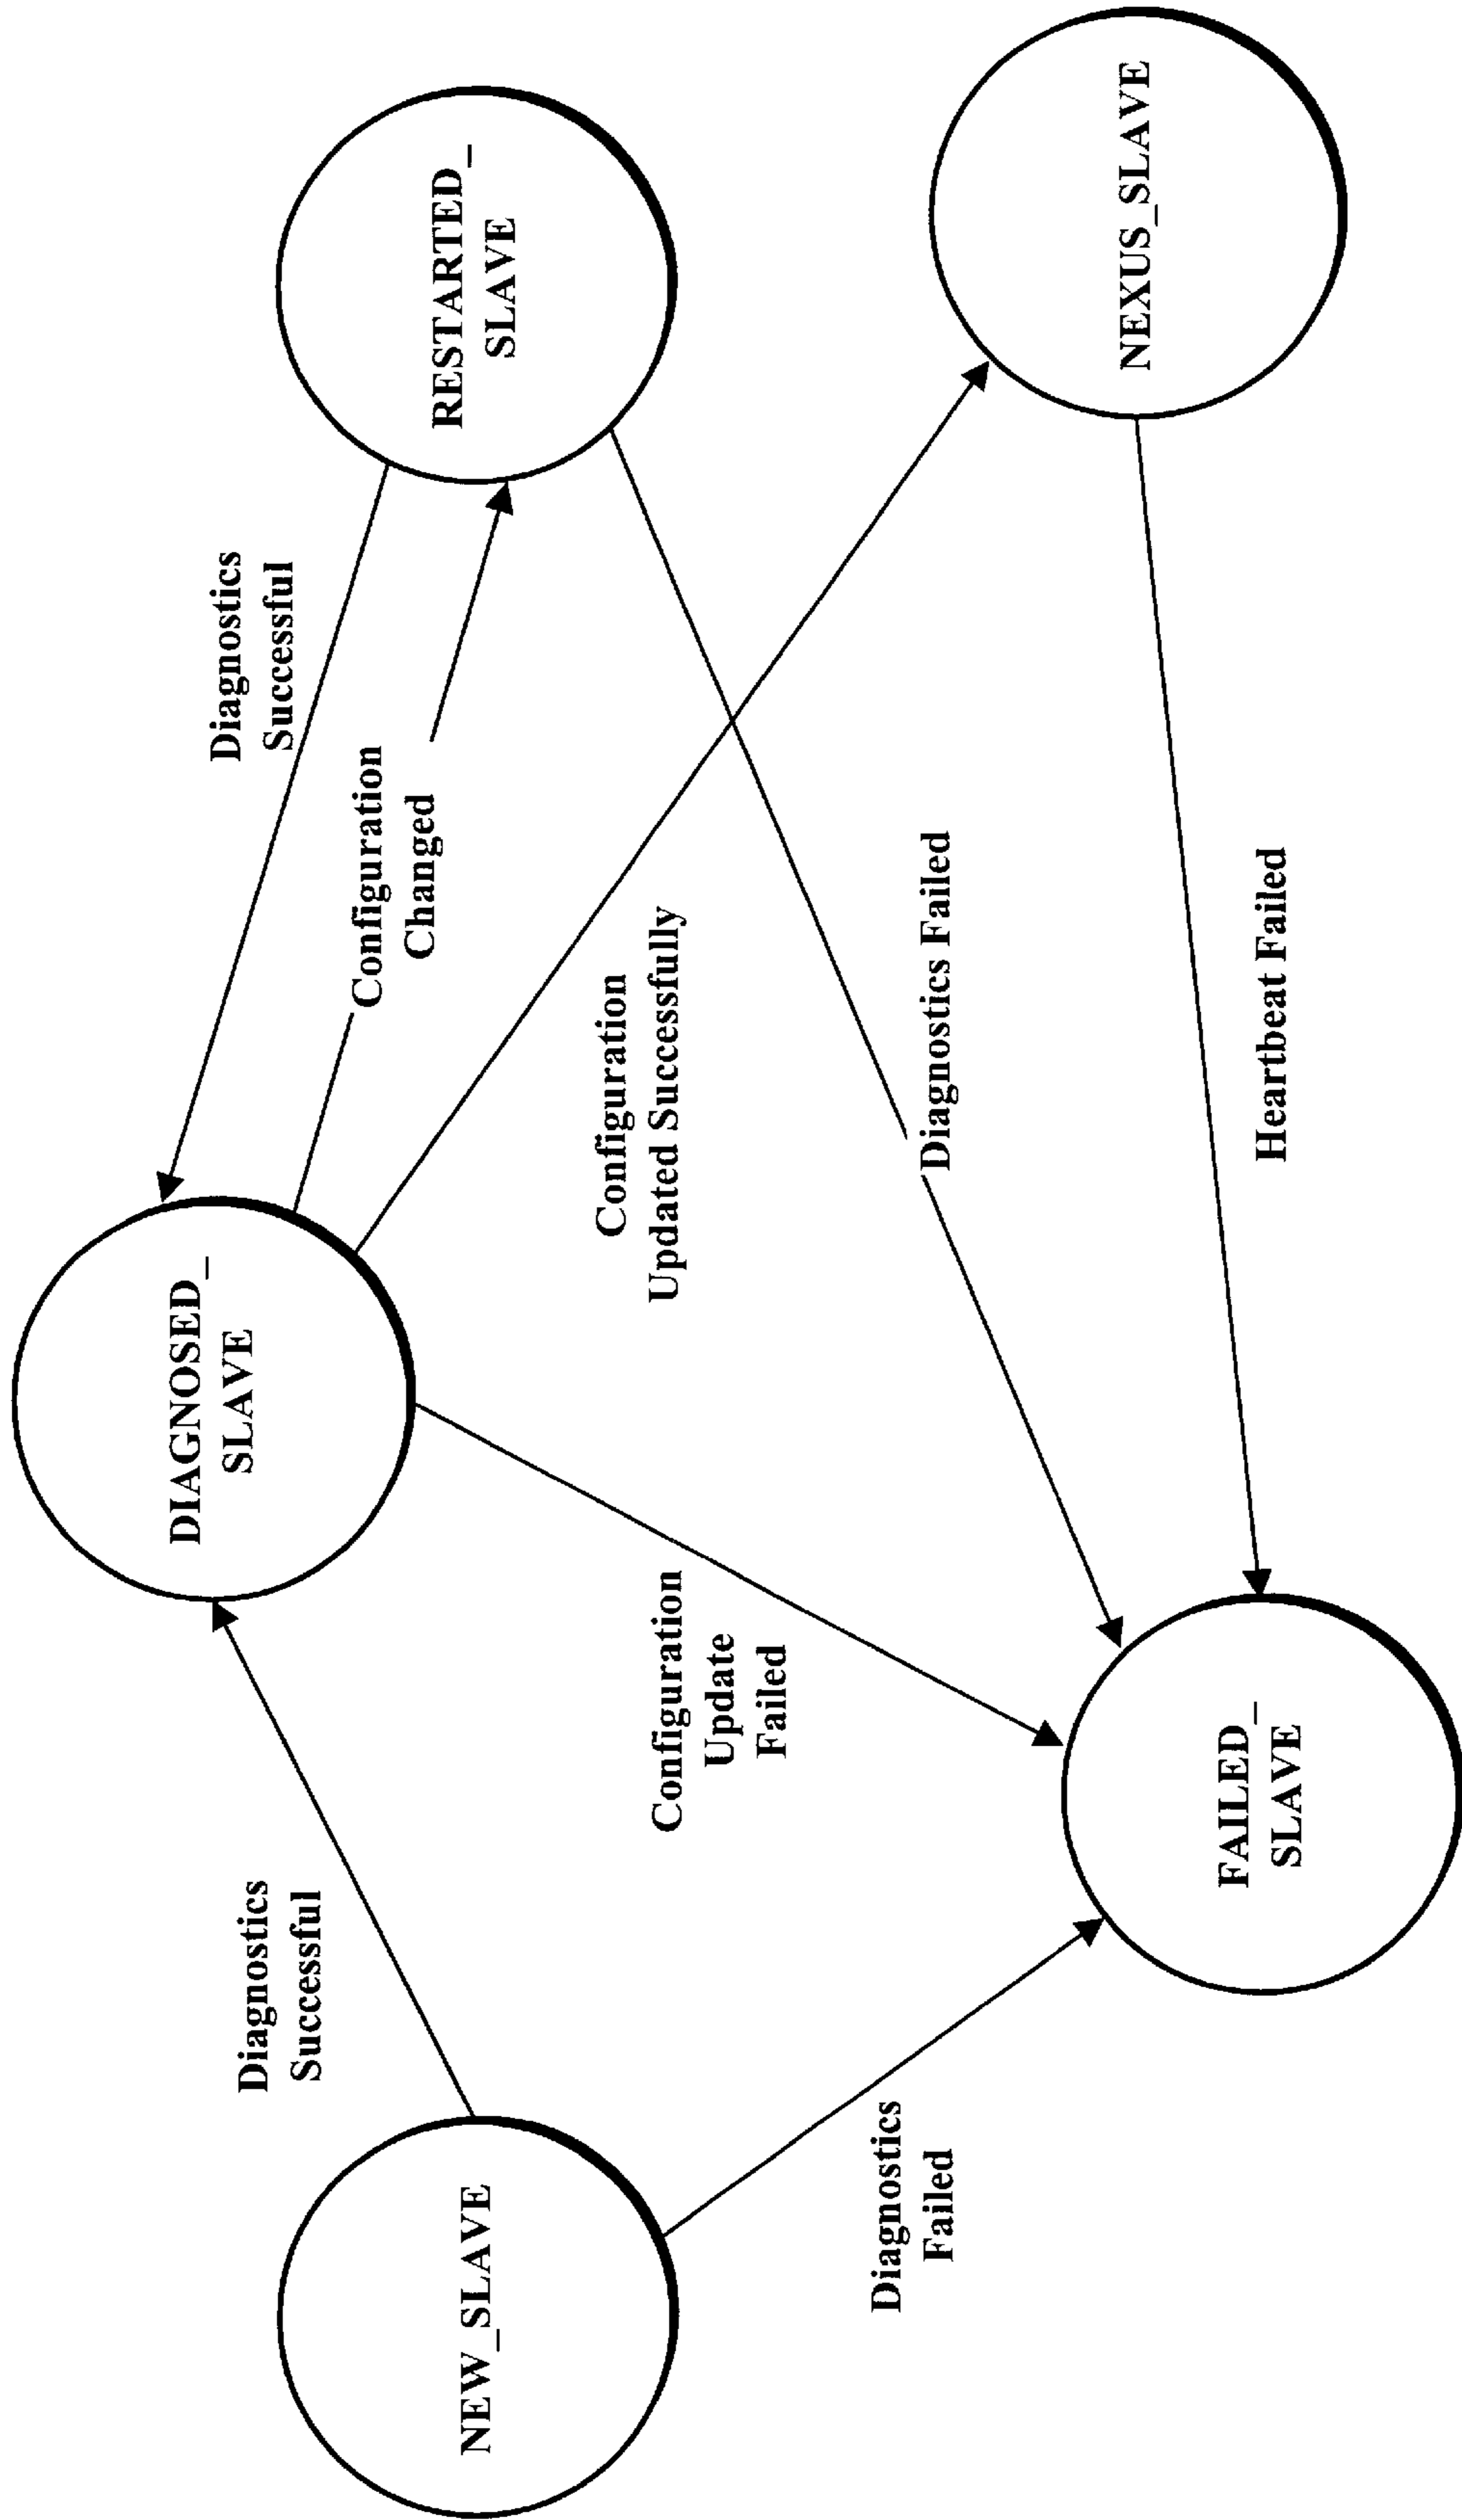 DIAGNOSED_
SLAVE
Diagnostics
Successful
Diagnostics
Successful
Configuration
Changed
RESTARTED_
SLAVE
NEW_SLAVE
Configuration
Updated Successfully
Configuration
Update
Failed
Diagnostics
Failed
Diagnostics Failed
NEXUS_SLAVE
FAILED_
SLAVE
Heartbeat Failed